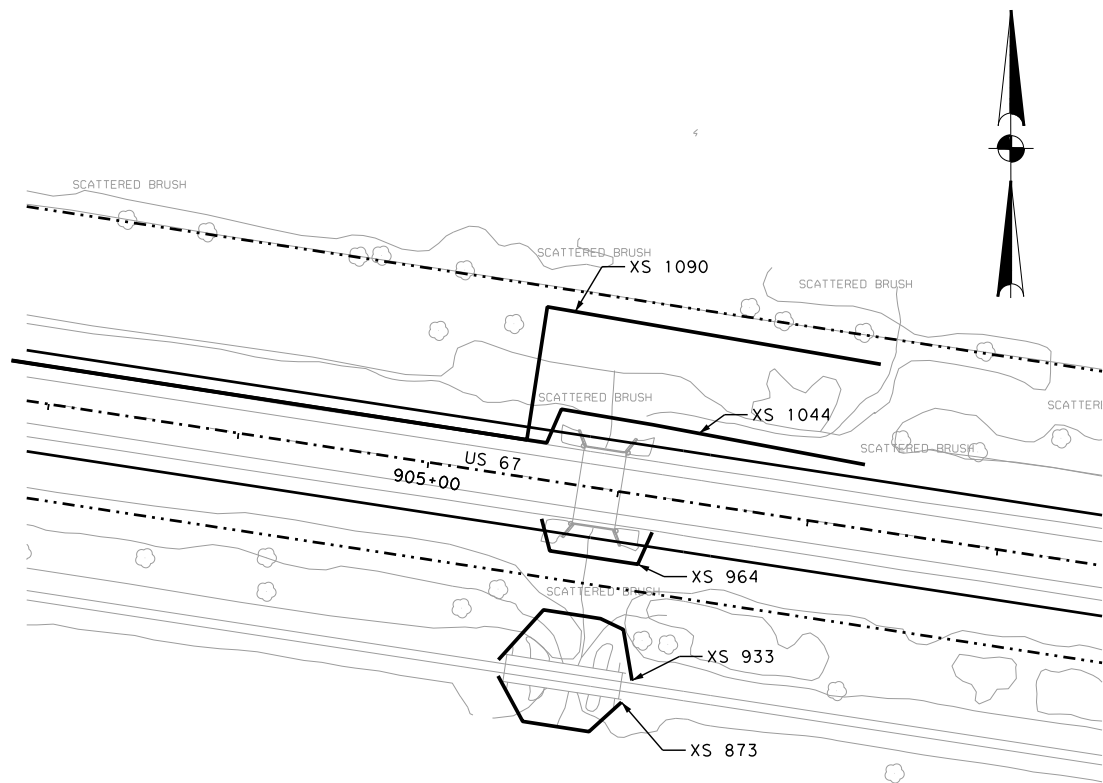 SCATTERED BRUSH
SCATTERED BRUSH
XS 1090
SCATTERED BRUSH
SCATTERED BRUSH
SCATTERE
XS 1044
SCATTERED BRUSH
US 67
905+00
XS 964
SCATTERED BRUSH
XS 933
XS 873